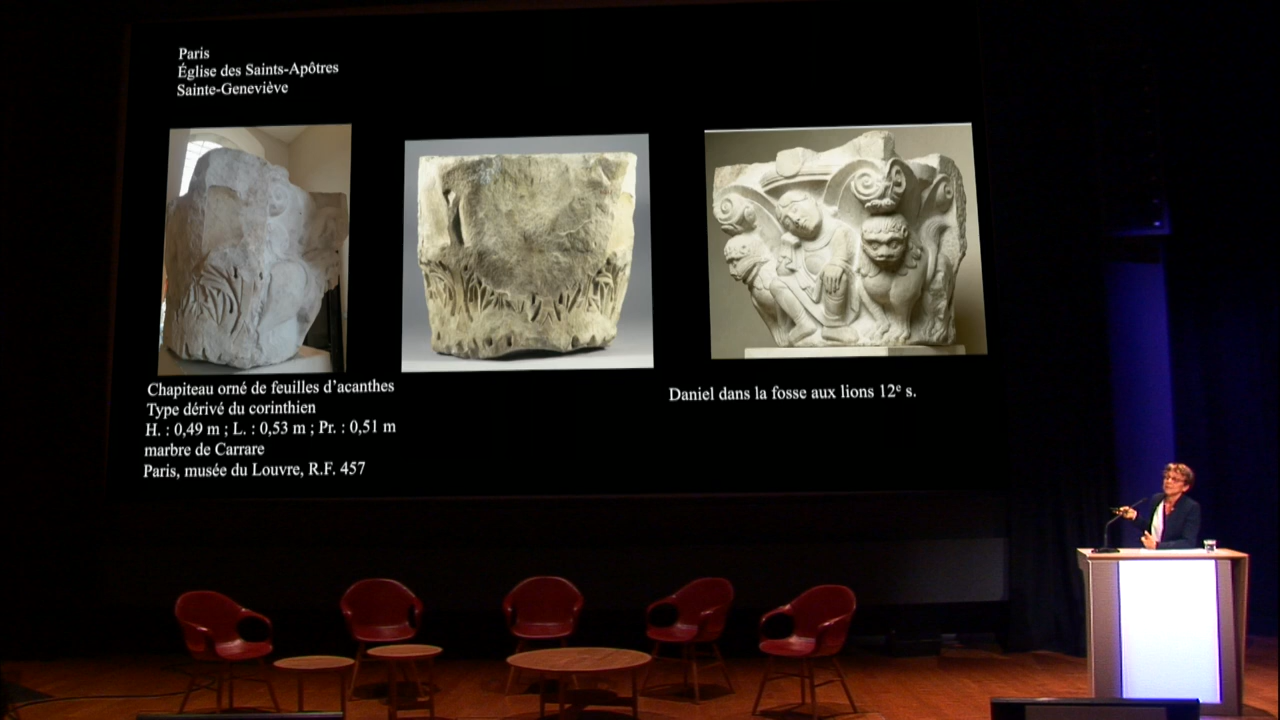 Paris
Église des Saints-Apôtres
Sainte-Geneviève
Chapiteau orné de feuilles d’acanthes
Type dérivé du corinthien
H. : 0,49 m ; L. : 0,53 m ; Pr. : 0,51 m
marbre de Carrare
Paris, musée du Louvre, R.F. 457
Daniel dans la fosse aux lions 12e s.